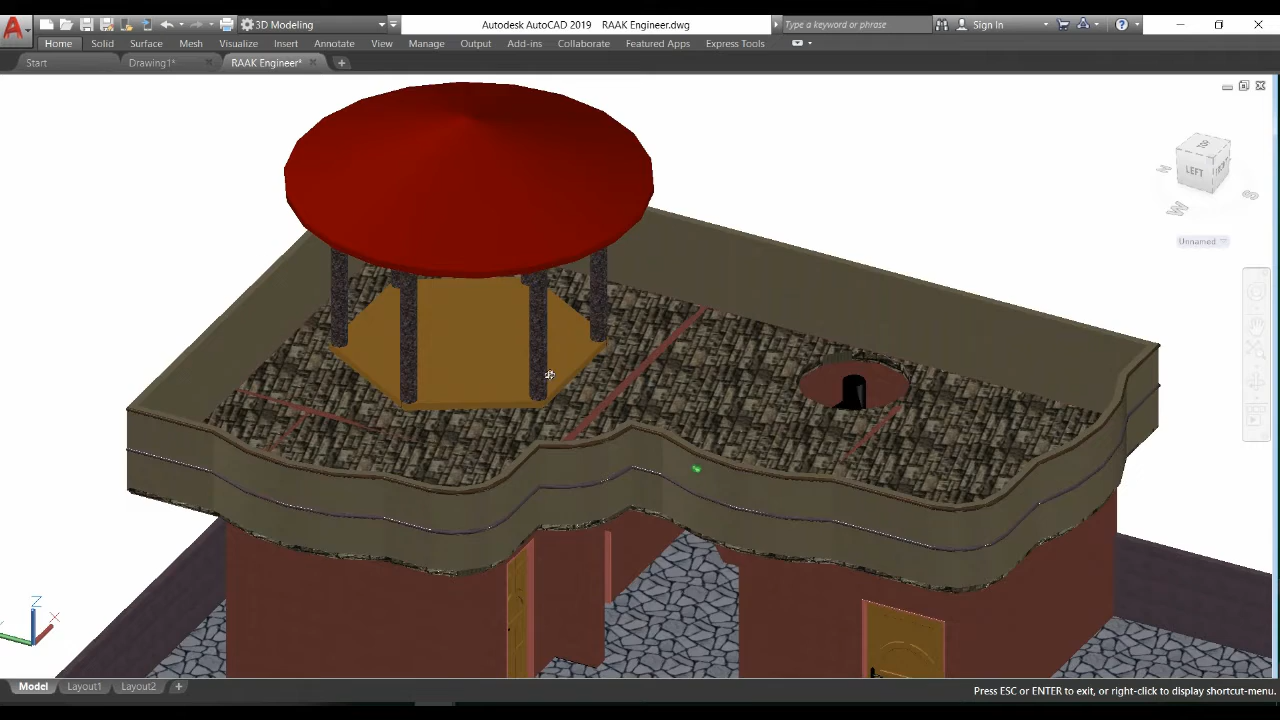 3D Modeling
Autodesk AutoCAD 2019 RAAK Engineer.dwg
Type a keyword or phrase
Sign In
Home Solid Surface Mesh Visualize Insert Annotate View Manage Output Add-ins Collaborate Featured Apps Express Tools
Start Drawing1* RAAK Engineer*
TOP
LEFT
N
W
Unnamed
Z
X
Model Layout1 Layout2
Press ESC or ENTER to exit, or right-click to display shortcut-menu.